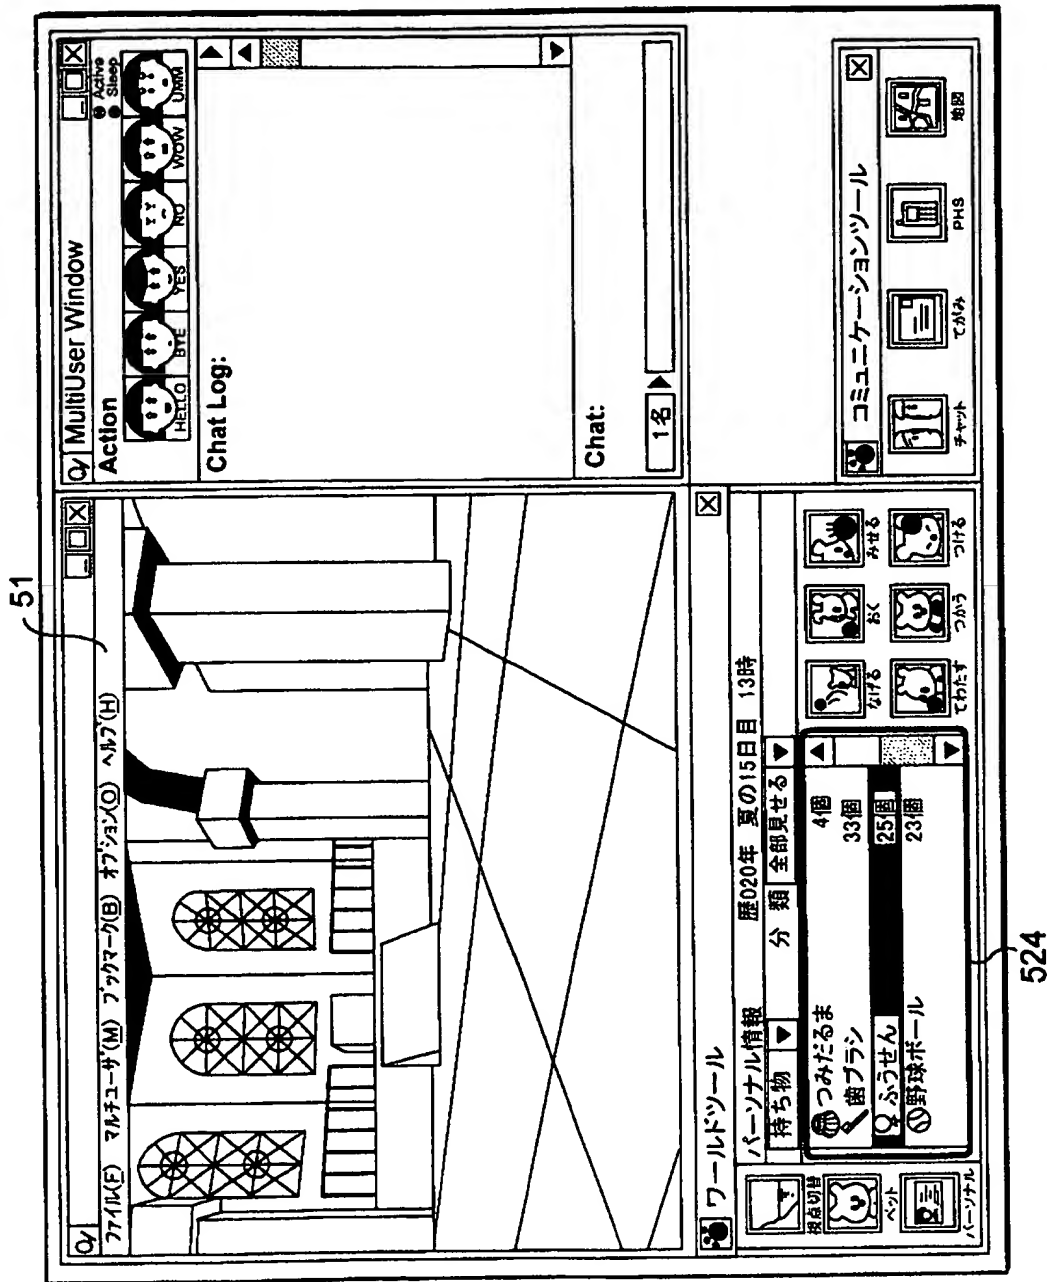 51
ファイル(F) マルチューザ(M) ブックマーク(B) オプション(O) ヘルプ(H)
MultiUser Window
Action
Active
Sleep
HELLO BYE YES NO WOW UMM
Chat Log:
Chat:
1名
ワールドツール
パーソナル情報 歴020年 夏の15日目 13時
持ち物 分類 全部見せる
視点切替
ペット
パーソナル
つみだるま 4個
歯ブラシ 33個
ふうせん 25個
野球ボール 23個
なげる おく みせる
てわたす つかう つける
コミュニケーションツール
チャット てがみ PHS 地図
524